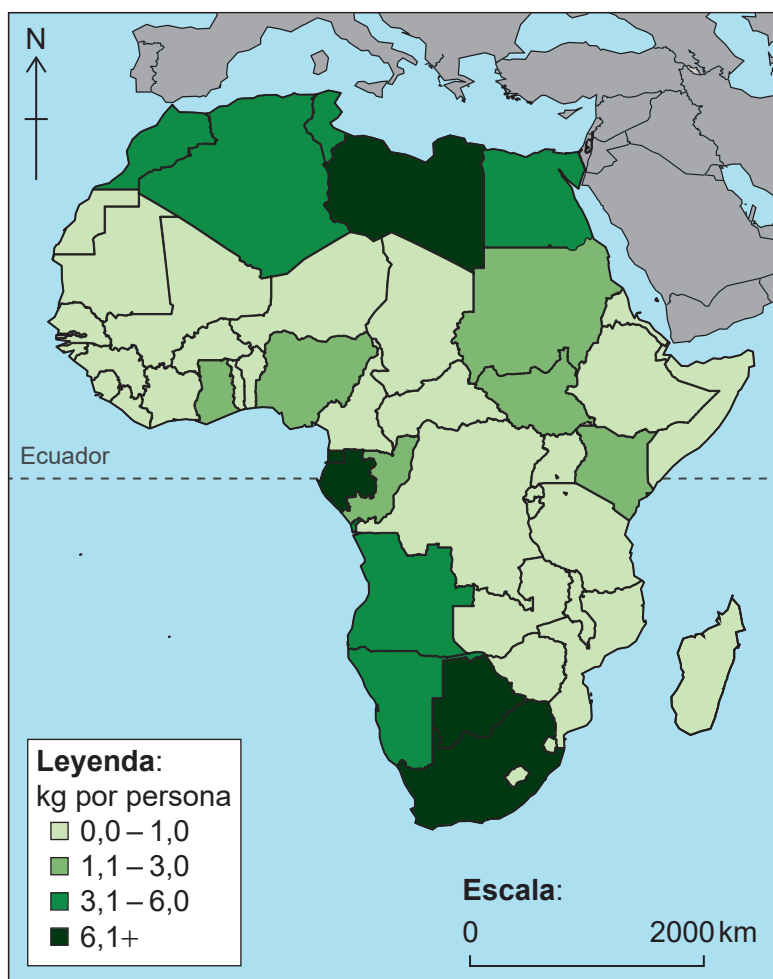 N
Ecuador
Leyenda:
kg por persona
0,0 – 1,0
1,1 – 3,0
3,1 – 6,0
6,1+
Escala:
0 2000 km